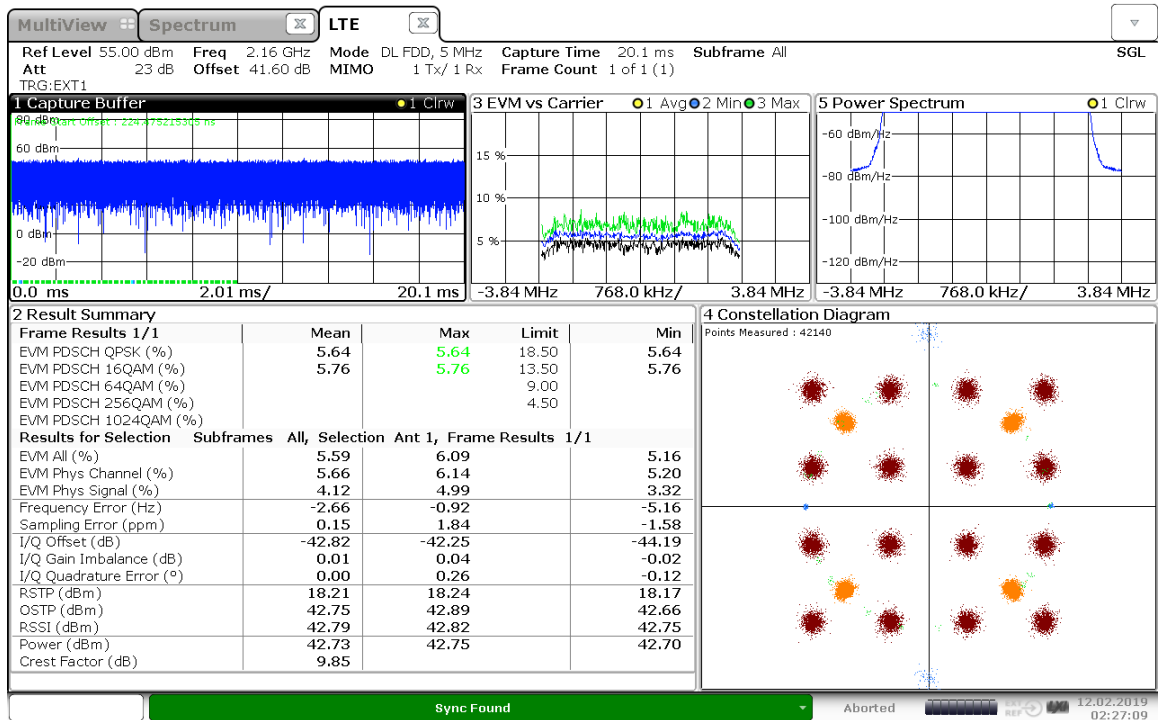 MultiView Spectrum LTE
Ref Level 55.00 dBm Freq 2.16 GHz Mode DL FDD, 5 MHz Capture Time 20.1 ms Subframe All SGL
Att 23 dB Offset 41.60 dB MIMO 1 Tx/ 1 Rx Frame Count 1 of 1 (1)
TRG:EXT1
1 Capture Buffer 1 Clrw
80 dBm
Frame Start Offset : 224.475215305 ns
60 dBm
0 dBm
-20 dBm
0.0 ms 2.01 ms/ 20.1 ms
3 EVM vs Carrier 1 Avg 2 Min 3 Max
15 %
10 %
5 %
-3.84 MHz 768.0 kHz/ 3.84 MHz
5 Power Spectrum 1 Clrw
-60 dBm/Hz
-80 dBm/Hz
-100 dBm/Hz
-120 dBm/Hz
-3.84 MHz 768.0 kHz/ 3.84 MHz
2 Result Summary
Frame Results 1/1 Mean Max Limit Min
EVM PDSCH QPSK (%) 5.64 5.64 18.50 5.64
EVM PDSCH 16QAM (%) 5.76 5.76 13.50 5.76
EVM PDSCH 64QAM (%) 9.00
EVM PDSCH 256QAM (%) 4.50
EVM PDSCH 1024QAM (%)
Results for Selection Subframes All, Selection Ant 1, Frame Results 1/1
EVM All (%) 5.59 6.09 5.16
EVM Phys Channel (%) 5.66 6.14 5.20
EVM Phys Signal (%) 4.12 4.99 3.32
Frequency Error (Hz) -2.66 -0.92 -5.16
Sampling Error (ppm) 0.15 1.84 -1.58
I/Q Offset (dB) -42.82 -42.25 -44.19
I/Q Gain Imbalance (dB) 0.01 0.04 -0.02
I/Q Quadrature Error (°) 0.00 0.26 -0.12
RSTP (dBm) 18.21 18.24 18.17
OSTP (dBm) 42.75 42.89 42.66
RSSI (dBm) 42.79 42.82 42.75
Power (dBm) 42.73 42.75 42.70
Crest Factor (dB) 9.85
4 Constellation Diagram
Points Measured : 42140
Sync Found
Aborted
12.02.2019
02:27:09